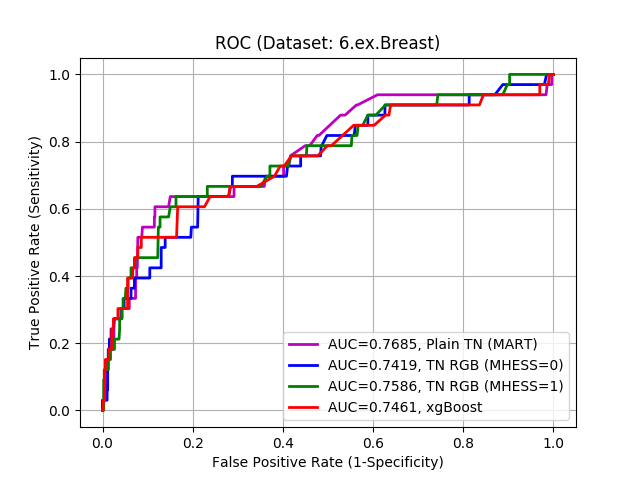 ROC (Dataset: 6.ex.Breast)
True Positive Rate (Sensitivity)
1.0
0.8
0.6
0.4
0.2
0.0
AUC=0.7685, Plain TN (MART)
AUC=0.7419, TN RGB (MHESS=0)
AUC=0.7586, TN RGB (MHESS=1)
AUC=0.7461, xgBoost
0.0 0.2 0.4 0.6 0.8 1.0
False Positive Rate (1-Specificity)